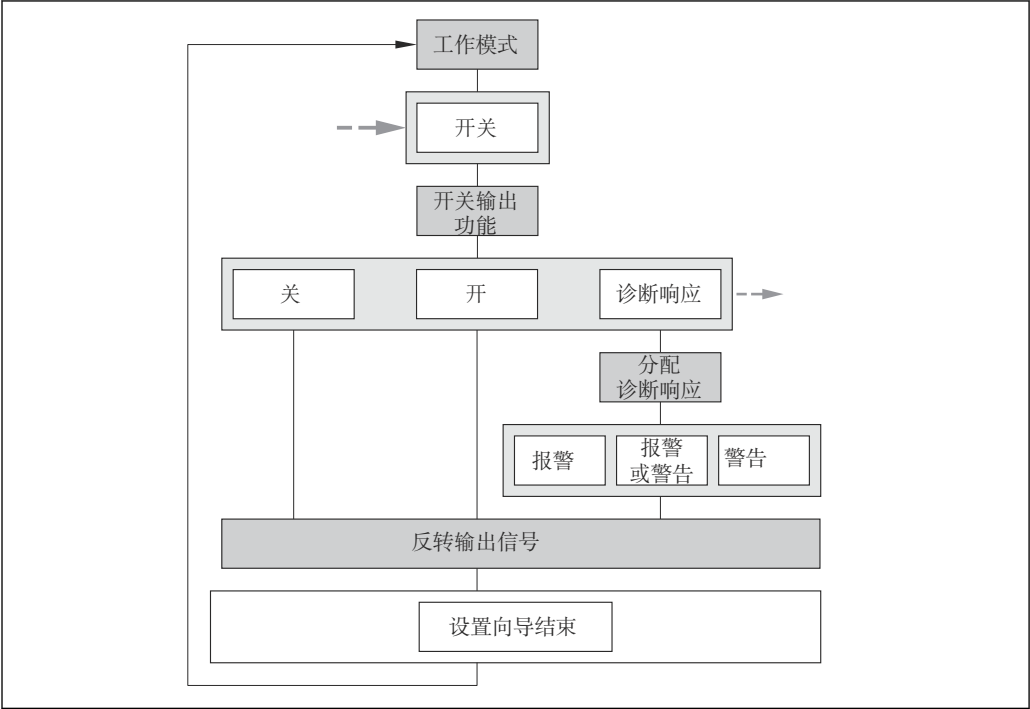 工作模式
开关
开关输出
功能
关
开
诊断响应
分配
诊断响应
报警
报警
或警告
警告
反转输出信号
设置向导结束